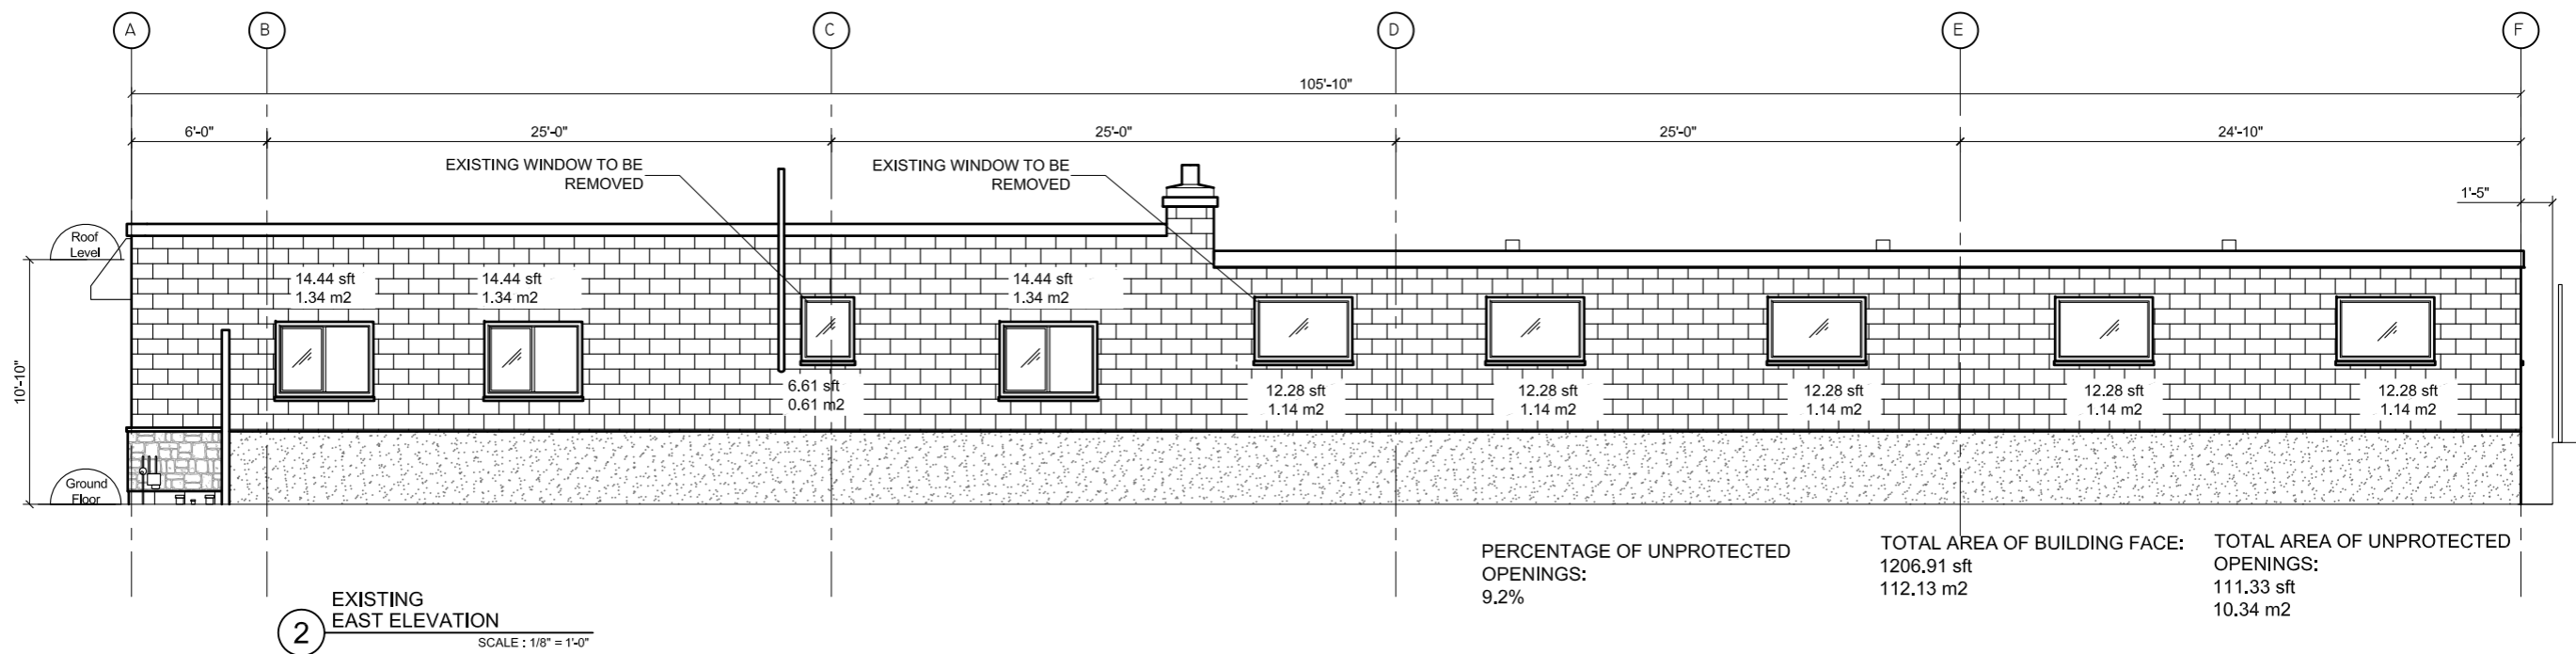 A
B
C
D
E
F
105'-10"
6'-0"
25'-0"
25'-0"
25'-0"
24'-10"
EXISTING WINDOW TO BE
REMOVED
EXISTING WINDOW TO BE
REMOVED
1'-5"
Roof
Level
14.44 sft
1.34 m2
14.44 sft
1.34 m2
14.44 sft
1.34 m2
10'-10"
6.61 sft
0.61 m2
12.28 sft
1.14 m2
12.28 sft
1.14 m2
12.28 sft
1.14 m2
12.28 sft
1.14 m2
12.28 sft
1.14 m2
Ground
Floor
PERCENTAGE OF UNPROTECTED
OPENINGS:
9.2%
TOTAL AREA OF BUILDING FACE:
1206.91 sft
112.13 m2
TOTAL AREA OF UNPROTECTED
OPENINGS:
111.33 sft
10.34 m2
2
EXISTING
EAST ELEVATION
SCALE : 1/8" = 1'-0"